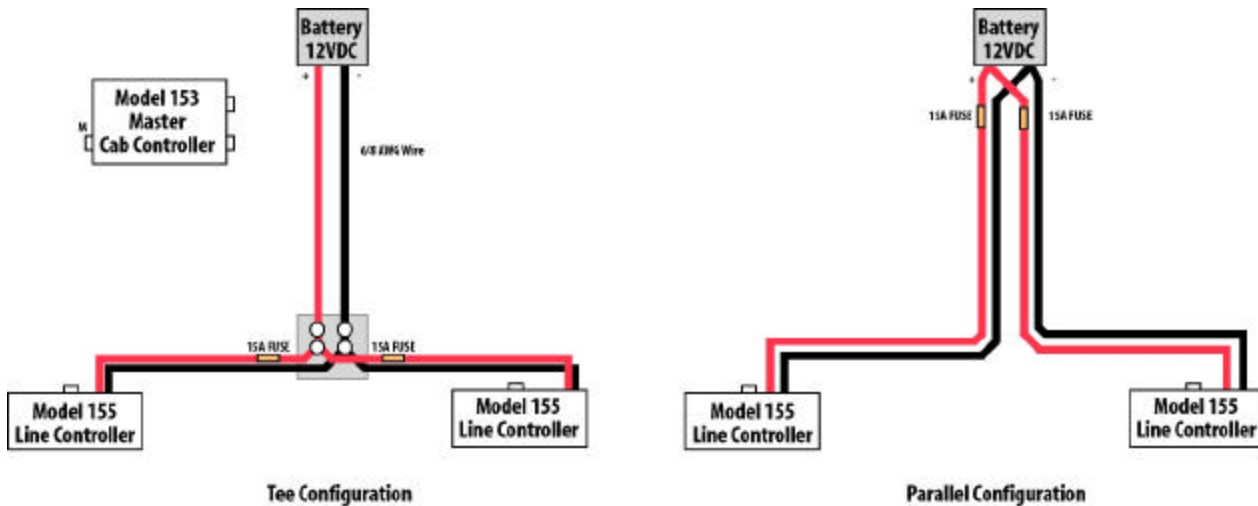 Battery
12VDC
+ -
Model 153
Master
Cab Controller
M
6/8 AWG Wire
15A FUSE
15A FUSE
Model 155
Line Controller
Model 155
Line Controller
Tee Configuration
Battery
12VDC
+ -
15A FUSE
15A FUSE
Model 155
Line Controller
Model 155
Line Controller
Parallel Configuration